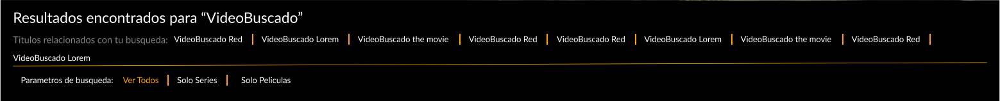 Resultados encontrados para “VideoBuscado”
Titulos relacionados con tu busqueda: VideoBuscado Red | VideoBuscado Lorem | VideoBuscado the movie | VideoBuscado Red | VideoBuscado Red | VideoBuscado Lorem | VideoBuscado the movie | VideoBuscado Red |
VideoBuscado Lorem
Parametros de busqueda: Ver Todos | Solo Series | Solo Peliculas